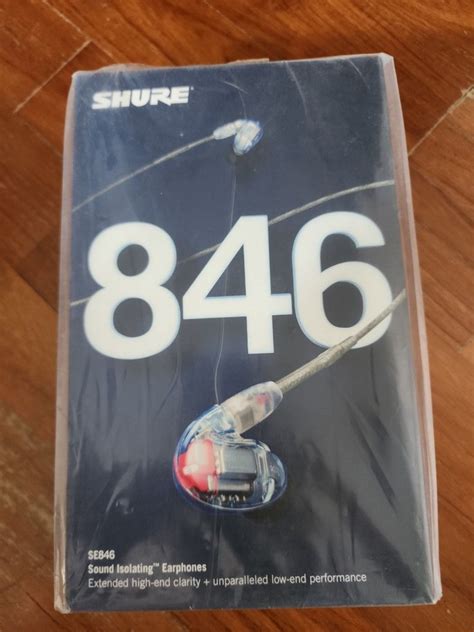 SHURE
846
SE846
Sound Isolating™ Earphones
Extended high-end clarity + unparalleled low-end performance